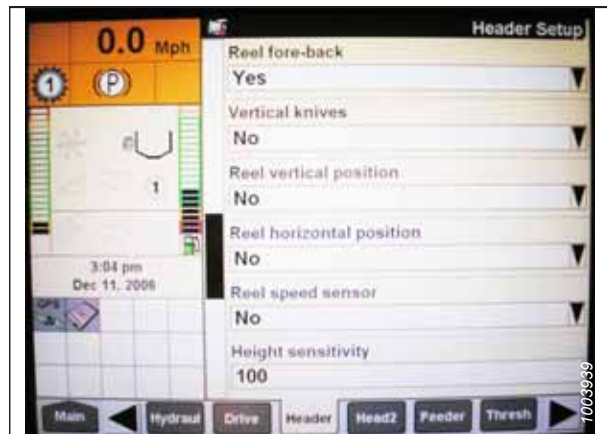 0.0 Mph
Header Setup
Reel fore-back
Yes
1
(P)
Vertical knives
No
Reel vertical position
No
1
Reel horizontal position
No
3:04 pm
Dec 11, 2006
Reel speed sensor
No
GPS
Height sensitivity
100
Main
Hydraul
Drive
Header
Head2
Feeder
Thresh
1003939